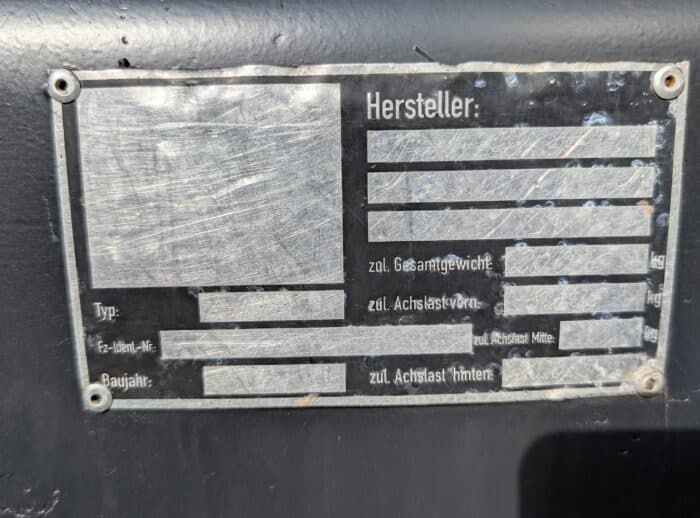 Hersteller:
zul. Gesamtgewicht: kg
Typ: zul. Achslast vorn: kg
Fz-Ident.-Nr.: zul. Achslast Mitte: kg
Baujahr: zul. Achslast hinten: